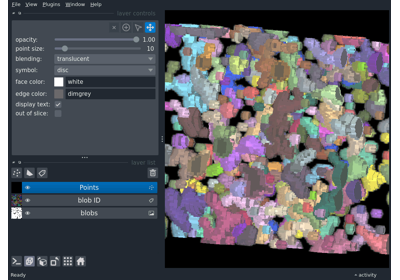 File View Plugins Window Help
layer controls
opacity: 1.00
point size: 10
blending: translucent
symbol: disc
face color: white
edge color: dimgrey
display text:
out of slice:
layer list
Points
blob ID
blobs
Ready
activity